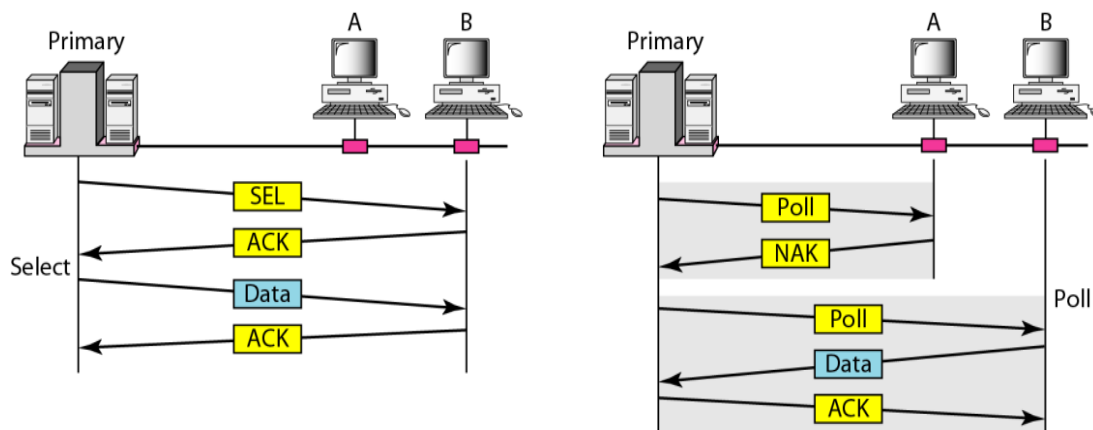 A
B
Primary
SEL
ACK
Select
Data
ACK
A
B
Primary
Poll
NAK
Poll
Poll
Data
ACK